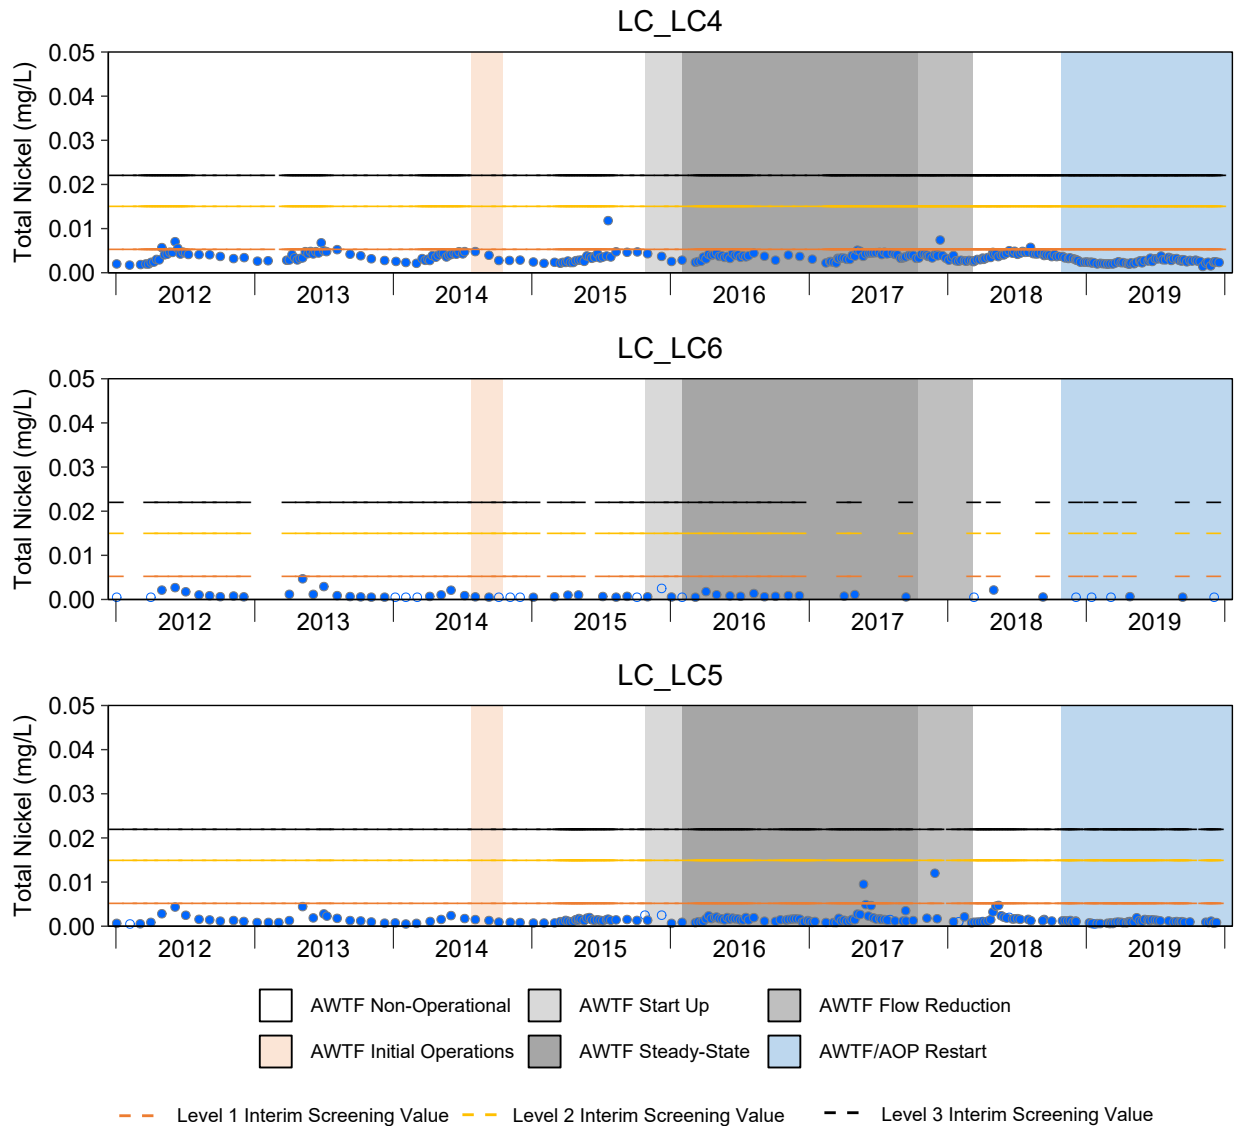 LC_LC4
Total Nickel (mg/L)
0.05
0.04
0.03
0.02
0.01
0.00
2012 2013 2014 2015 2016 2017 2018 2019
LC_LC6
Total Nickel (mg/L)
0.05
0.04
0.03
0.02
0.01
0.00
2012 2013 2014 2015 2016 2017 2018 2019
LC_LC5
Total Nickel (mg/L)
0.05
0.04
0.03
0.02
0.01
0.00
2012 2013 2014 2015 2016 2017 2018 2019
AWTF Non-Operational AWTF Start Up AWTF Flow Reduction
AWTF Initial Operations AWTF Steady-State AWTF/AOP Restart
Level 1 Interim Screening Value Level 2 Interim Screening Value Level 3 Interim Screening Value